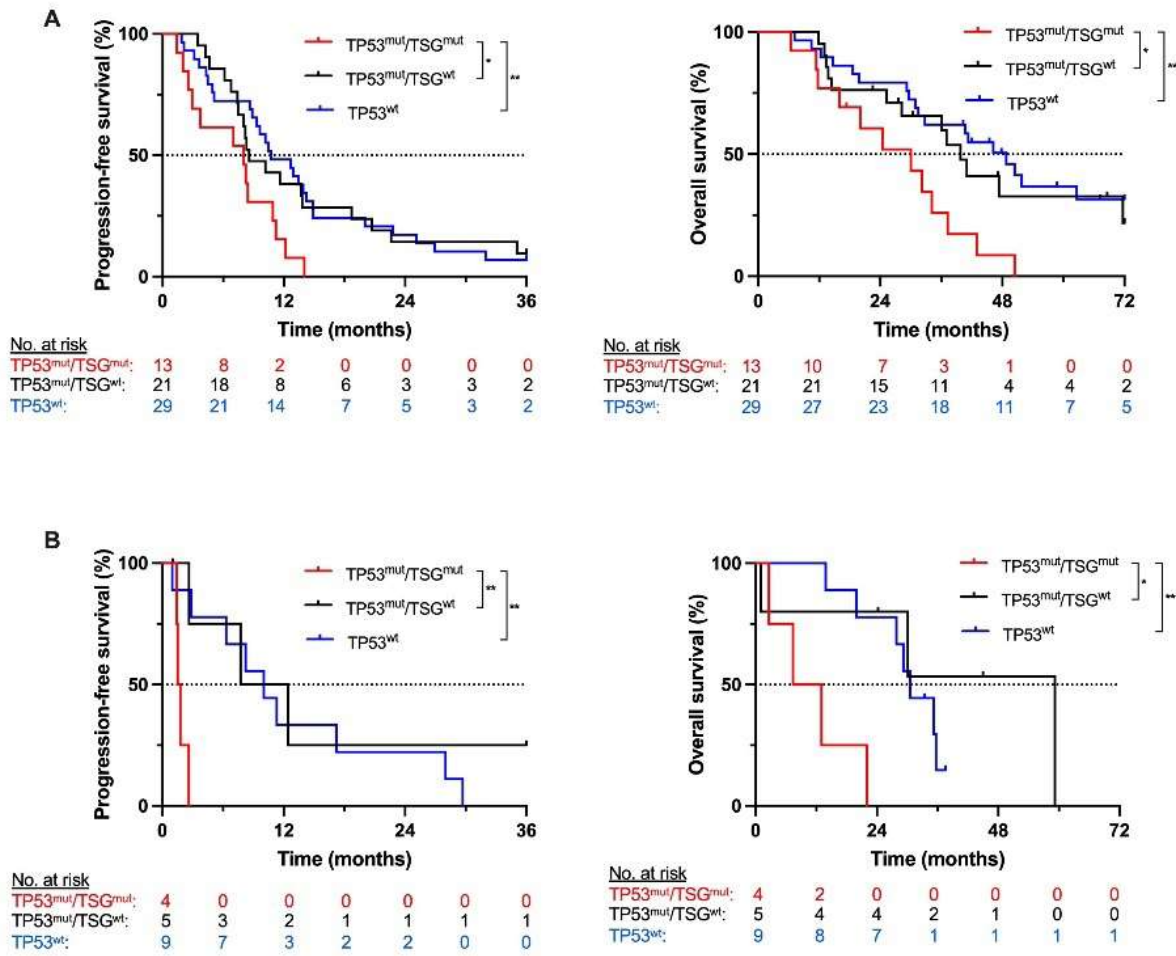 A
Progression-free survival (%)
100
50
0
0 12 24 36
Time (months)
TP53mut/TSGmut
TP53mut/TSGwt
TP53wt
*
**
No. at risk
TP53mut/TSGmut: 13 8 2 0 0 0 0
TP53mut/TSGwt: 21 18 8 6 3 3 2
TP53wt: 29 21 14 7 5 3 2
Overall survival (%)
100
50
0
0 24 48 72
Time (months)
TP53mut/TSGmut
TP53mut/TSGwt
TP53wt
*
**
No. at risk
TP53mut/TSGmut: 13 10 7 3 1 0 0
TP53mut/TSGwt: 21 21 15 11 4 4 2
TP53wt: 29 27 23 18 11 7 5
B
Progression-free survival (%)
100
50
0
0 12 24 36
Time (months)
TP53mut/TSGmut
TP53mut/TSGwt
TP53wt
**
**
No. at risk
TP53mut/TSGmut: 4 0 0 0 0 0 0
TP53mut/TSGwt: 5 3 2 1 1 1 1
TP53wt: 9 7 3 2 2 0 0
Overall survival (%)
100
50
0
0 24 48 72
Time (months)
TP53mut/TSGmut
TP53mut/TSGwt
TP53wt
*
**
No. at risk
TP53mut/TSGmut: 4 2 0 0 0 0 0
TP53mut/TSGwt: 5 4 4 2 1 0 0
TP53wt: 9 8 7 1 1 1 1